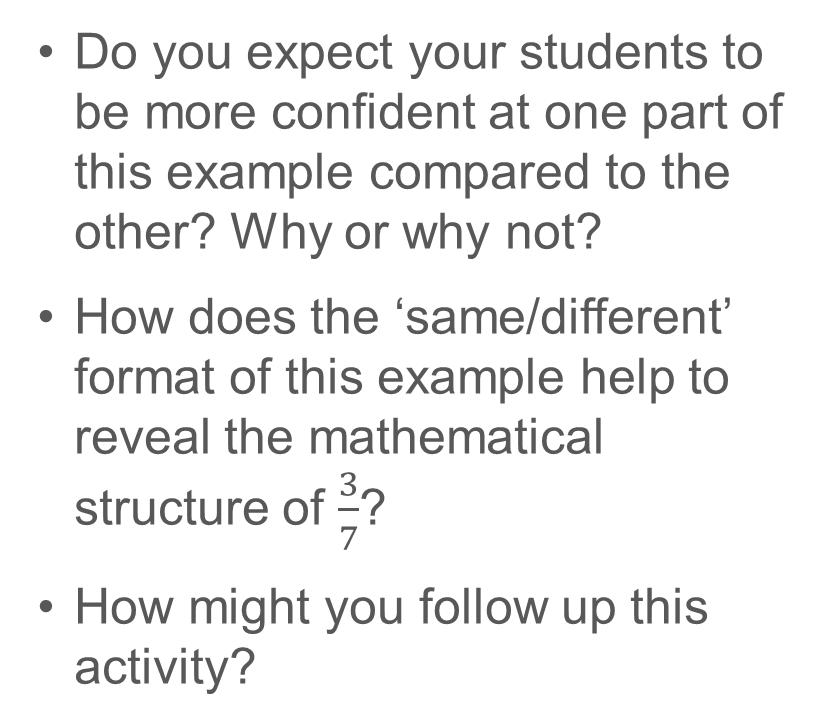 • Do you expect your students to
be more confident at one part of
this example compared to the
other? Why or why not?
• How does the ‘same/different’
format of this example help to
reveal the mathematical
structure of 3/7?
• How might you follow up this
activity?